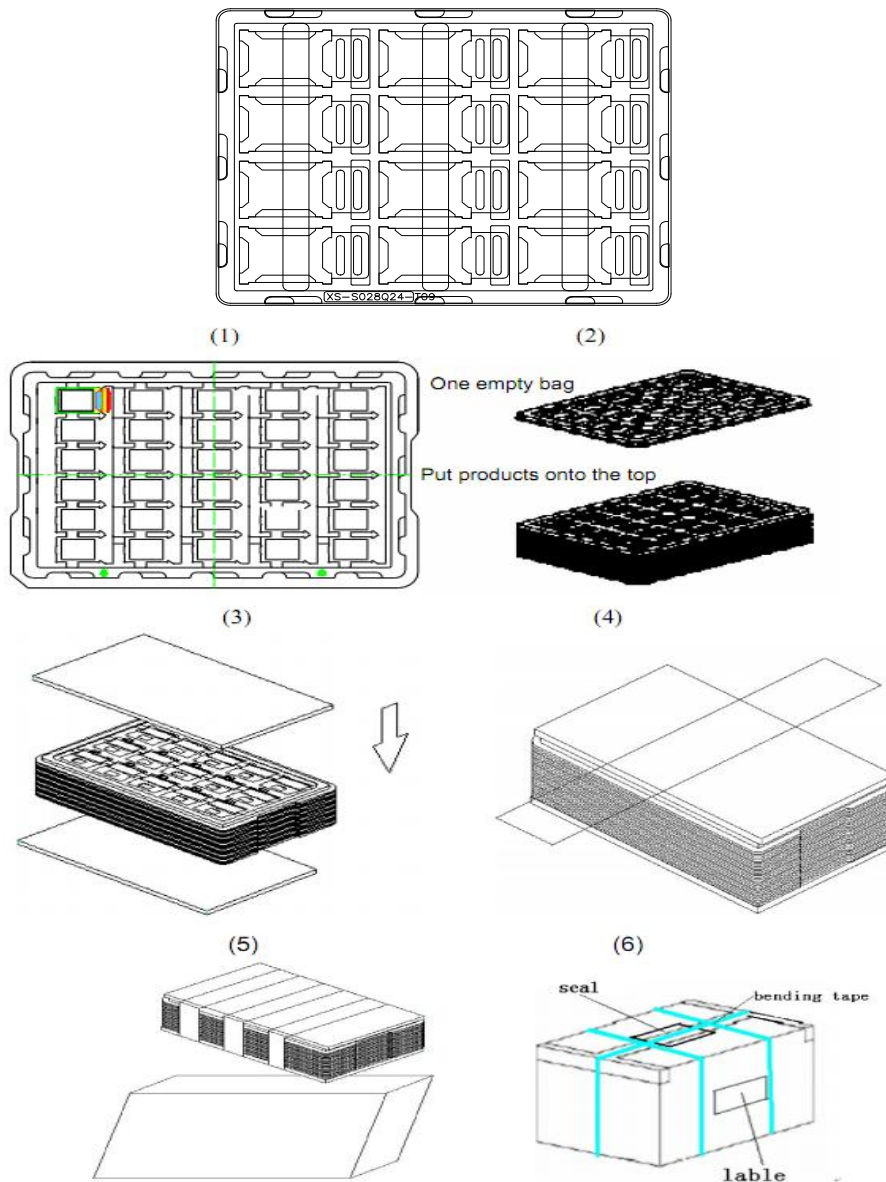 XS-S028Q24-T09
(1) (2)
One empty bag
Put products onto the top
(3) (4)
(5) (6)
seal
bending tape
lable